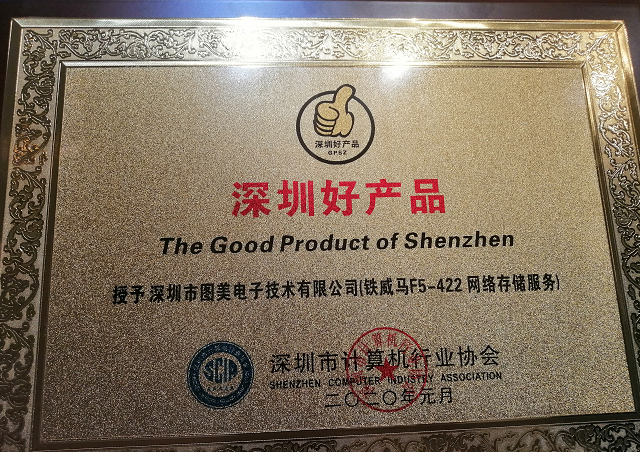 深圳好产品
GPSZ
深圳好产品
The Good Product of Shenzhen
授予 深圳市图美电子技术有限公司(铁威马F5-422 网络存储服务)
SCIA
深圳市计算机行业协会
SHENZHEN COMPUTER INDUSTRY ASSOCIATION
二〇二〇年元月